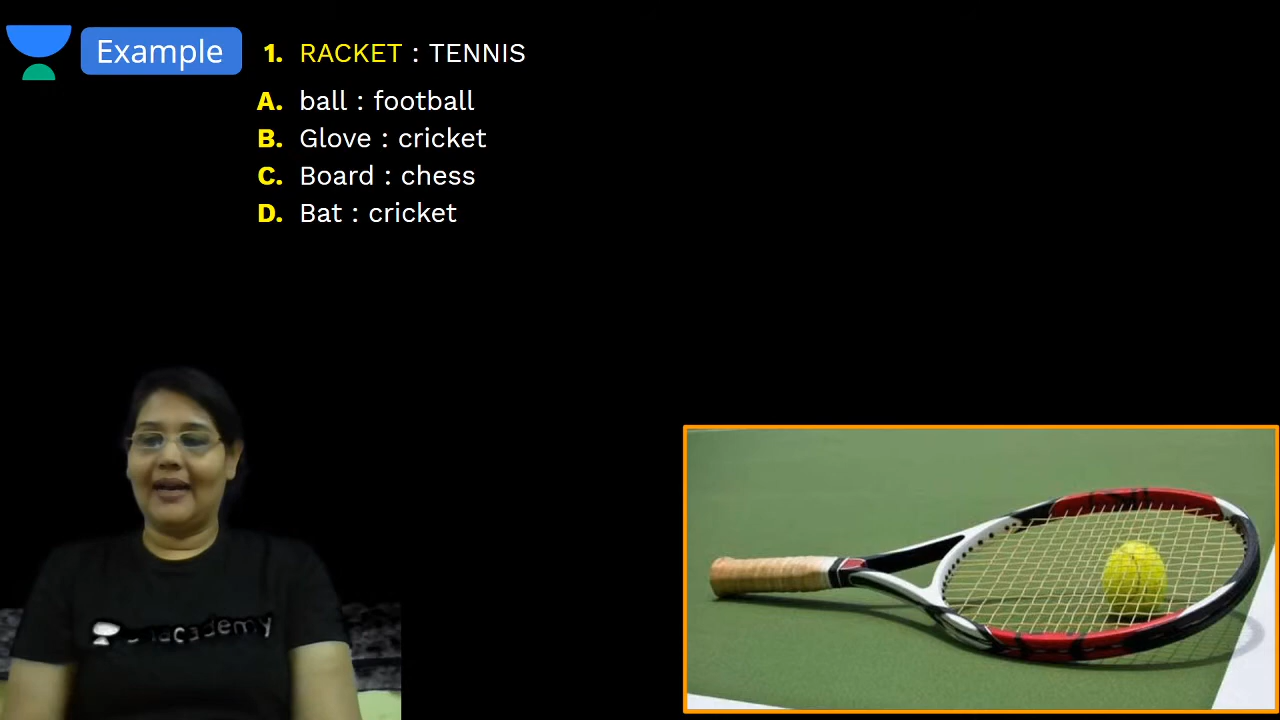 Example
1. RACKET : TENNIS
A. ball : football
B. Glove : cricket
C. Board : chess
D. Bat : cricket